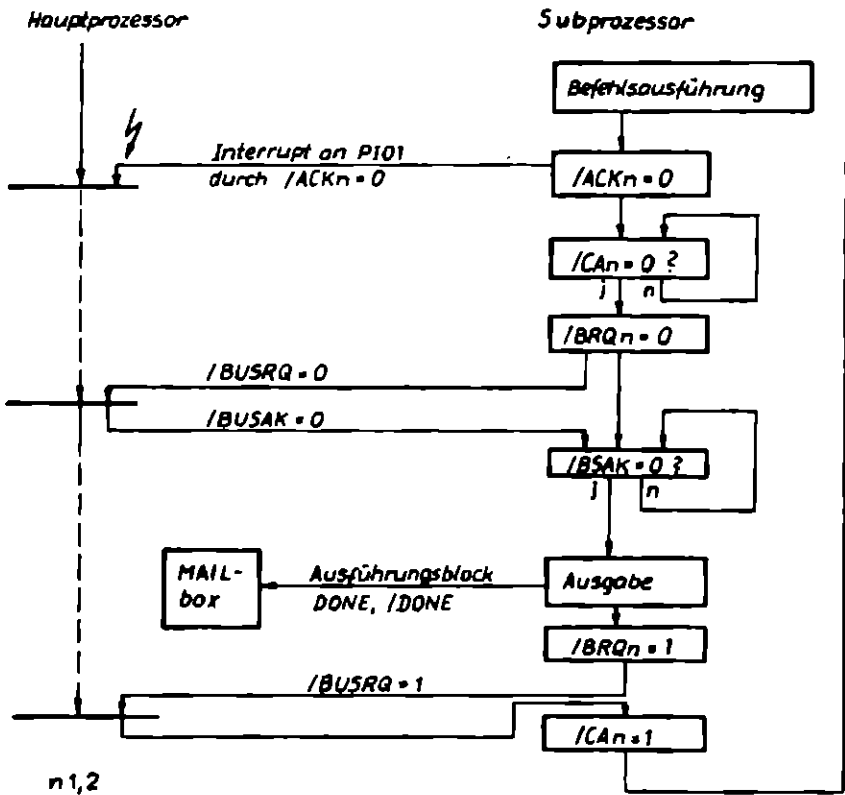 Hauptprozessor
Subprozessor
Befehlsausführung
Interrupt an PIO1
durch /ACKn=0
/ACKn=0
/CAn=0 ?
j n
/BRQn=0
/BUSRQ=0
/BUSAK=0
/BSAK=0 ?
j n
MAIL-
box
Ausführungsblock
DONE, /DONE
Ausgabe
/BRQn=1
/BUSRQ=1
/CAn=1
n 1,2